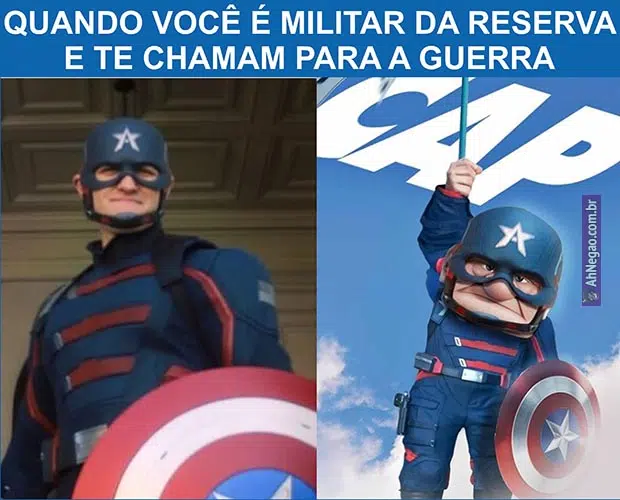 QUANDO VOCÊ É MILITAR DA RESERVA
E TE CHAMAM PARA A GUERRA
CAP
A
A
AhNegao.com.br